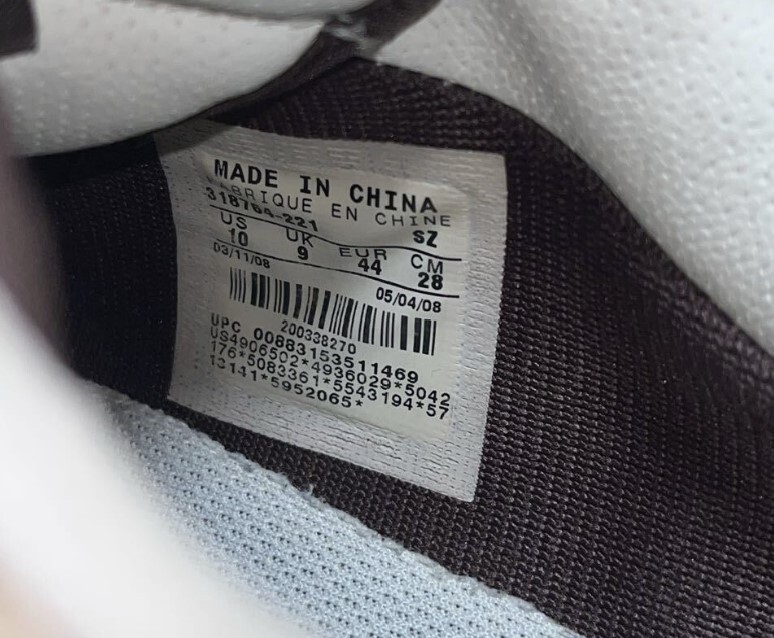 MADE IN CHINA
FABRIQUE EN CHINE
318764-221 SZ
US UK EUR CM
10 9 44 28
03/11/08 05/04/08
200338270
UPC 00883153511469
US4906502*4936029*5042
176*5083361*5543194*57
13141*5952065*